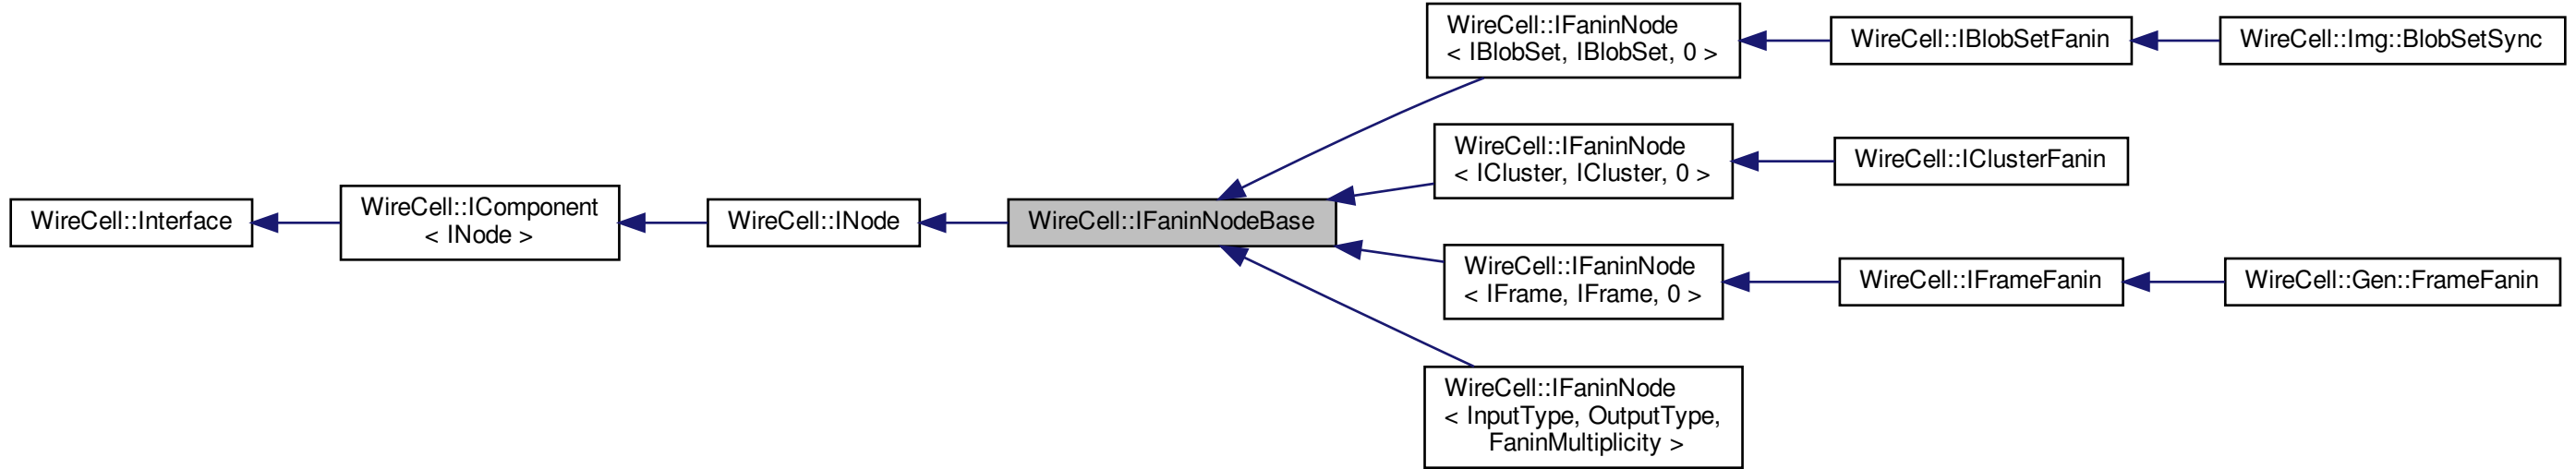 WireCell::Interface
WireCell::IComponent
< INode >
WireCell::INode
WireCell::IFaninNodeBase
WireCell::IFaninNode
< IBlobSet, IBlobSet, 0 >
WireCell::IBlobSetFanin
WireCell::Img::BlobSetSync
WireCell::IFaninNode
< ICluster, ICluster, 0 >
WireCell::IClusterFanin
WireCell::IFaninNode
< IFrame, IFrame, 0 >
WireCell::IFrameFanin
WireCell::Gen::FrameFanin
WireCell::IFaninNode
< InputType, OutputType,
FaninMultiplicity >